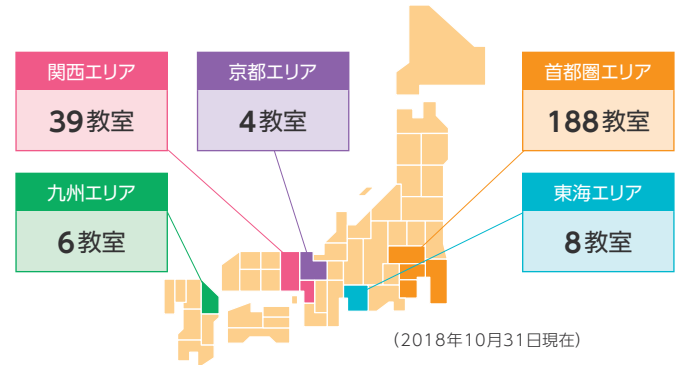 関西エリア
39教室
京都エリア
4教室
首都圏エリア
188教室
九州エリア
6教室
東海エリア
8教室
（2018年10月31日現在）